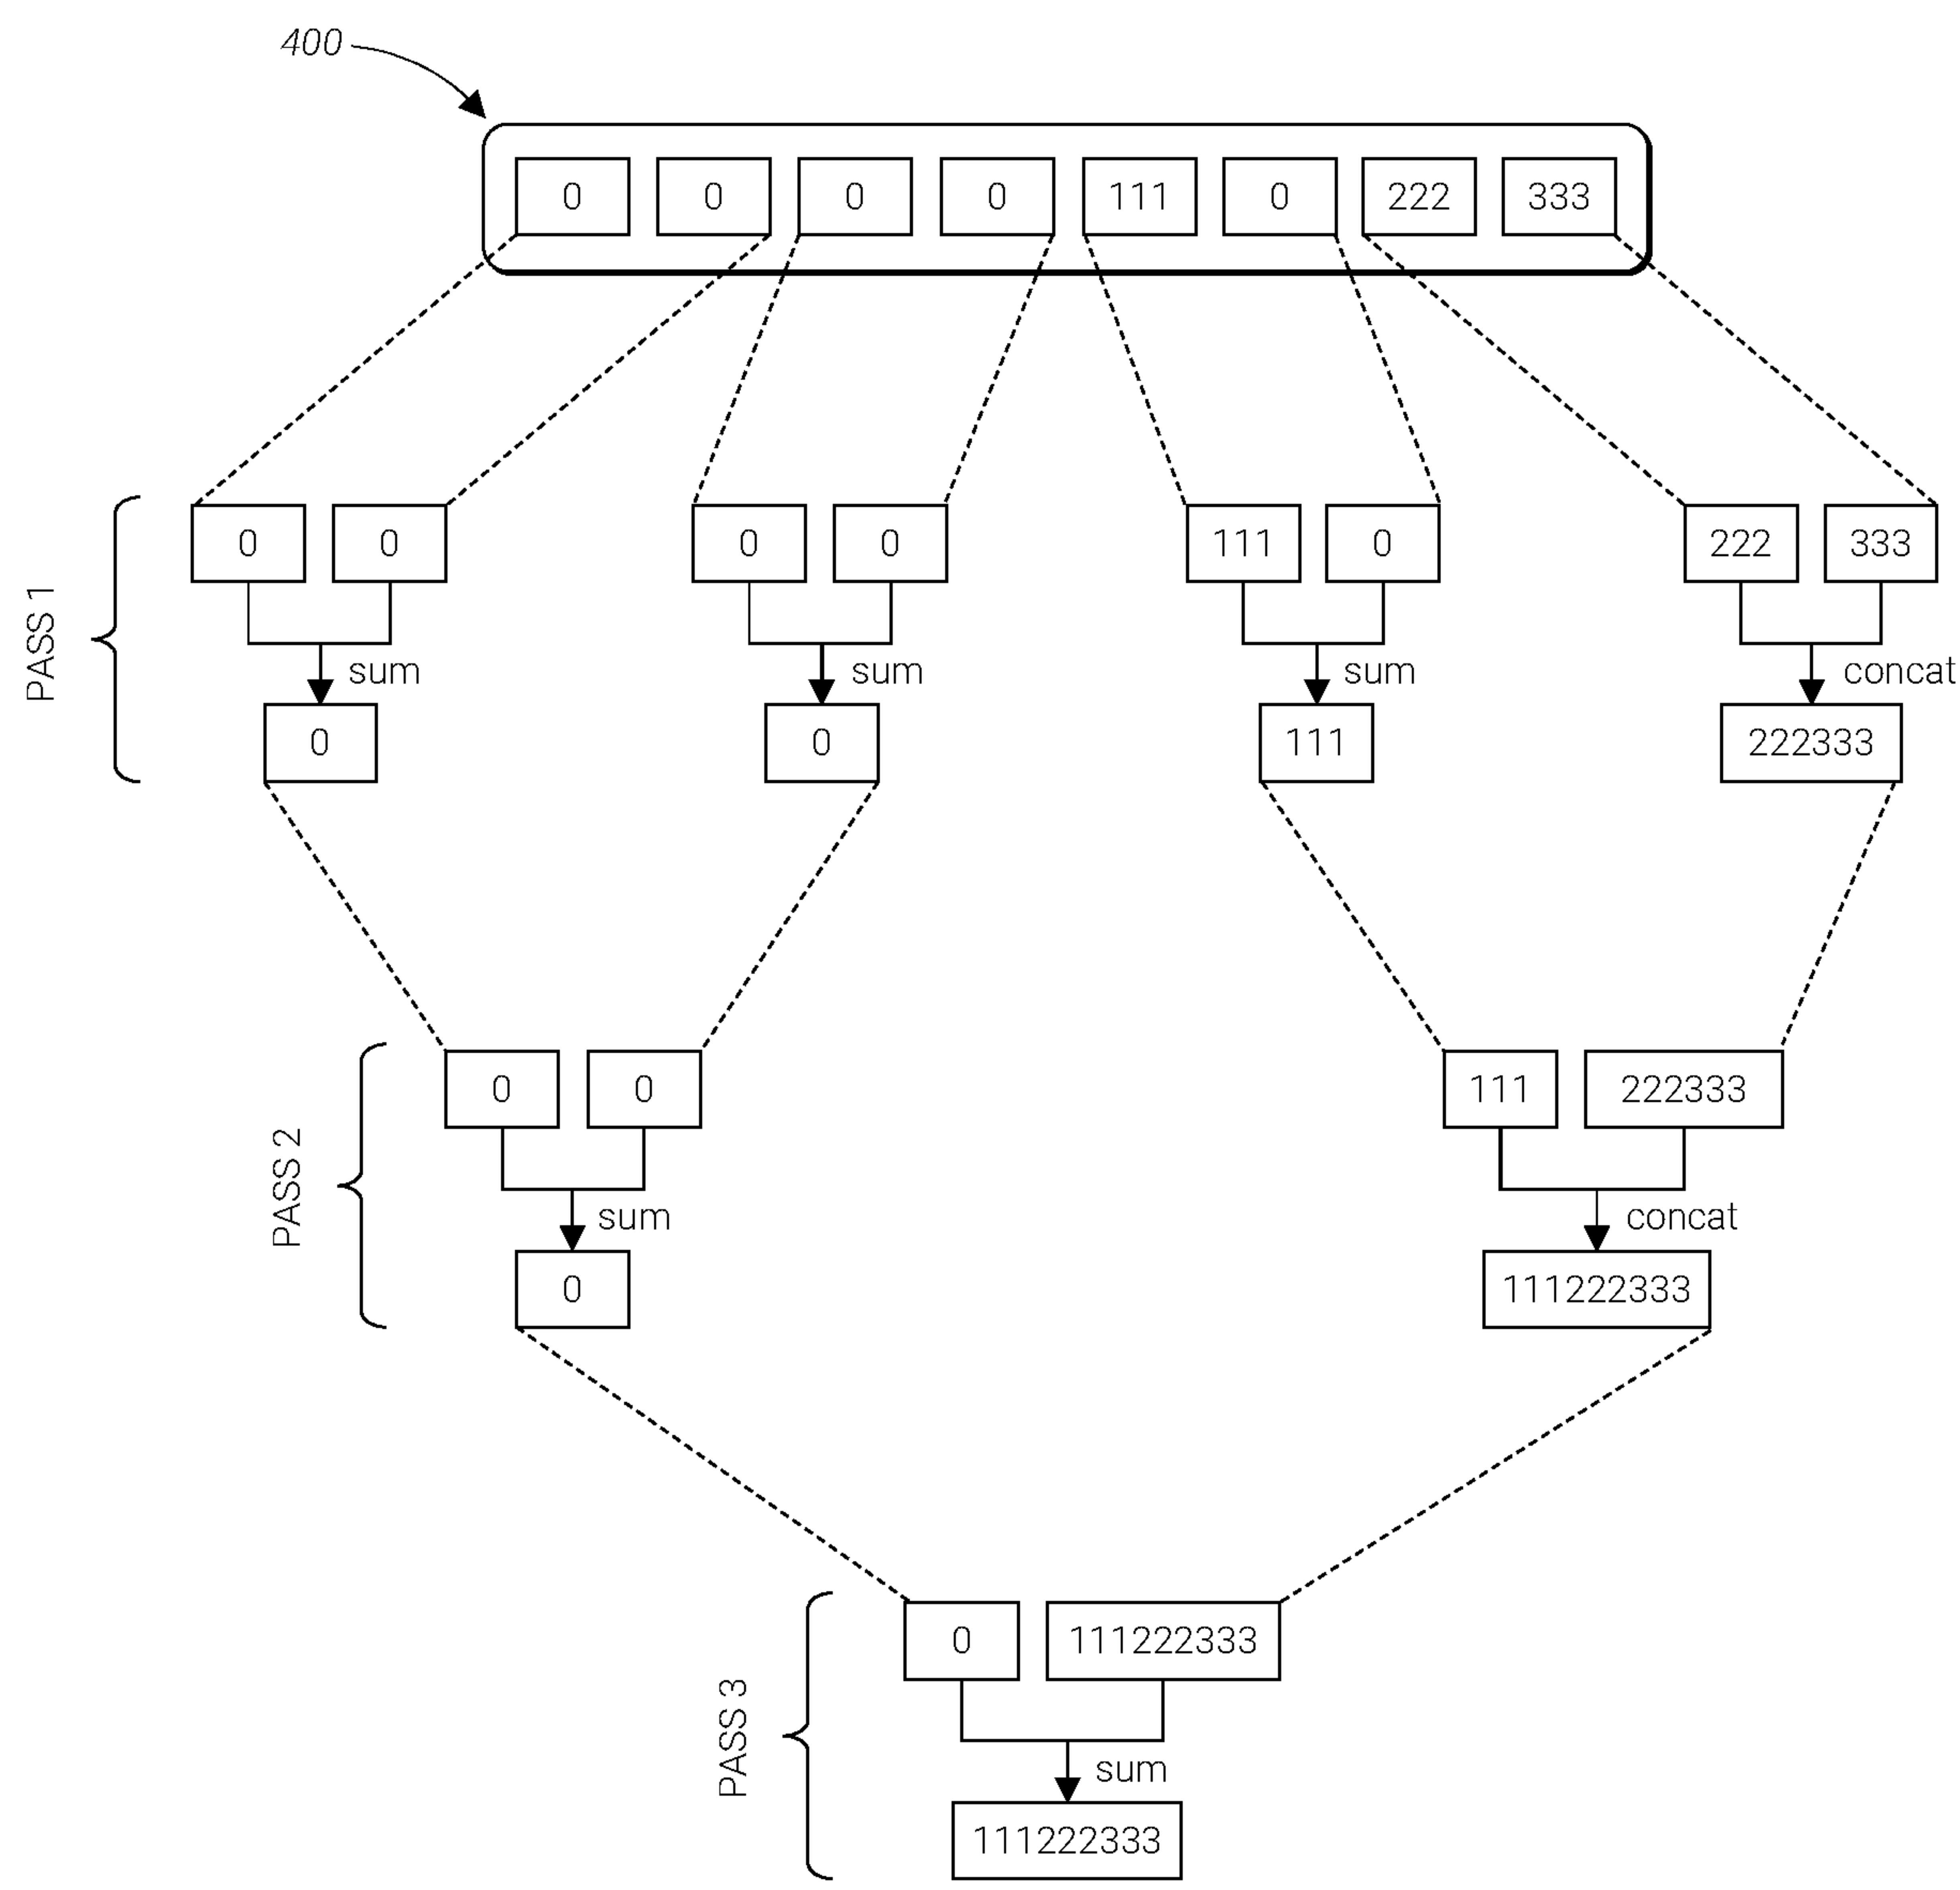 400
0 0 0 0 111 0 222 333
PASS 1
0 0 0 0 111 0 222 333
sum sum sum concat
0 0 111 222333
PASS 2
0 0 111 222333
sum concat
0 111222333
PASS 3
0 111222333
sum
111222333